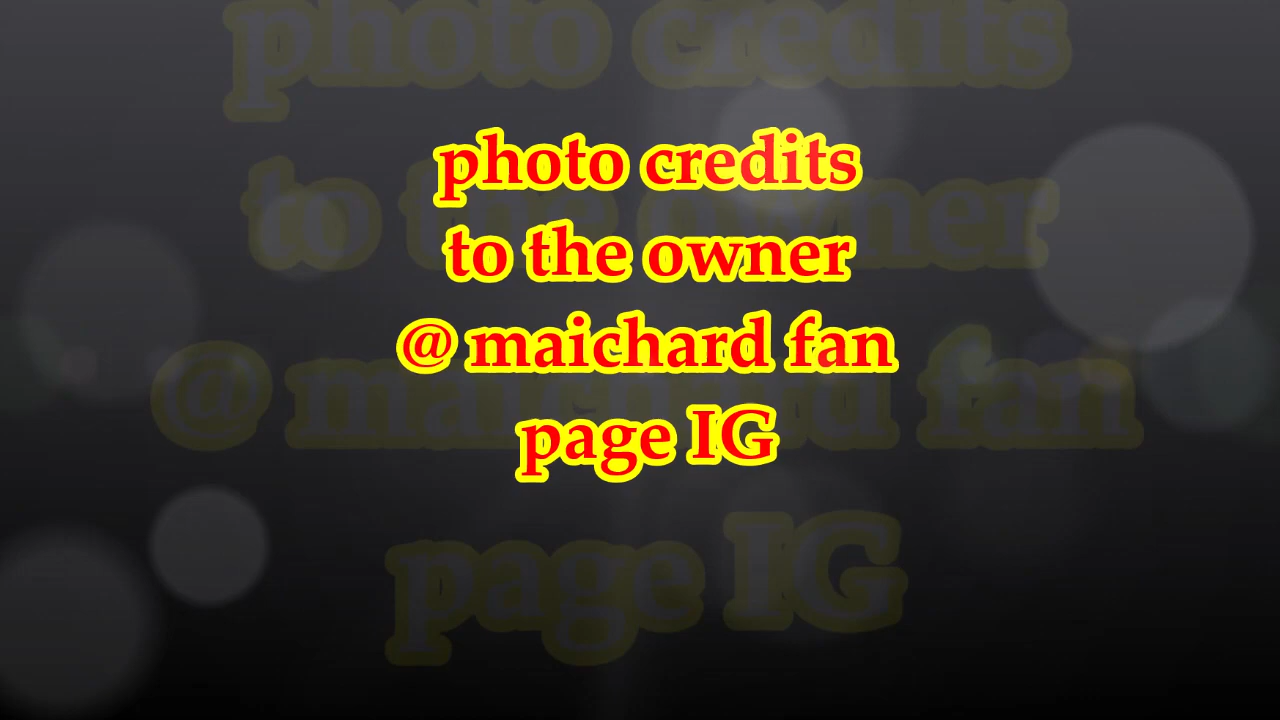 photo credits
to the owner
@ maichard fan
page IG